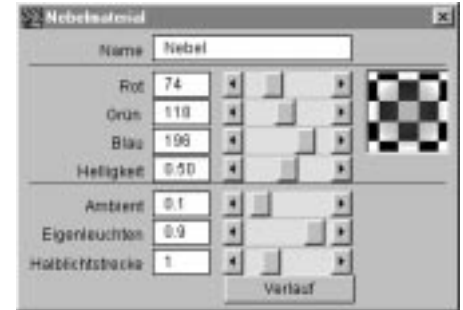 Nebelmaterial
Name Nebel
Rot 74
Grün 118
Blau 196
Helligkeit 0.50
Ambient 0.1
Eigenleuchten 0.9
Halblichtstrecke 1
Verlauf